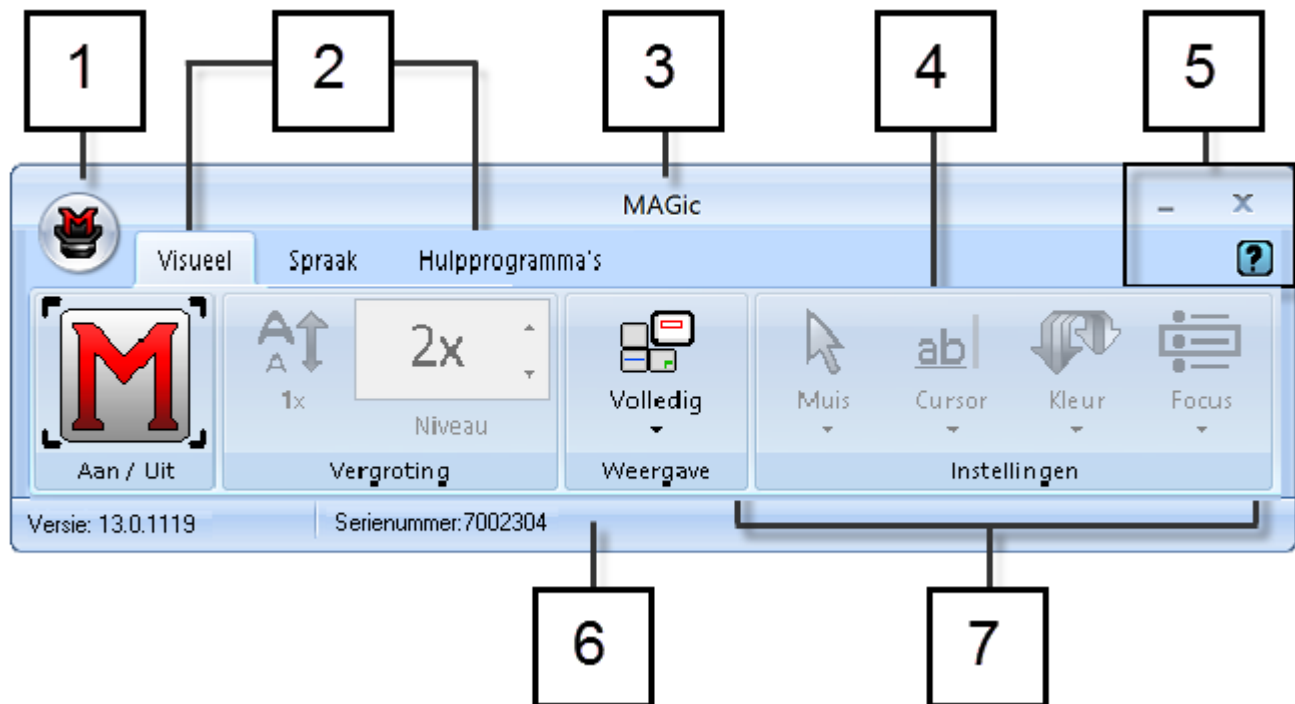 1 2 3 4 5
MAGic
Visueel Spraak Hulpprogramma's
2x
1x Niveau Volledig Muis Cursor Kleur Focus
Aan / Uit Vergroting Weergave Instellingen
Versie: 13.0.1119 Serienummer:7002304
6 7